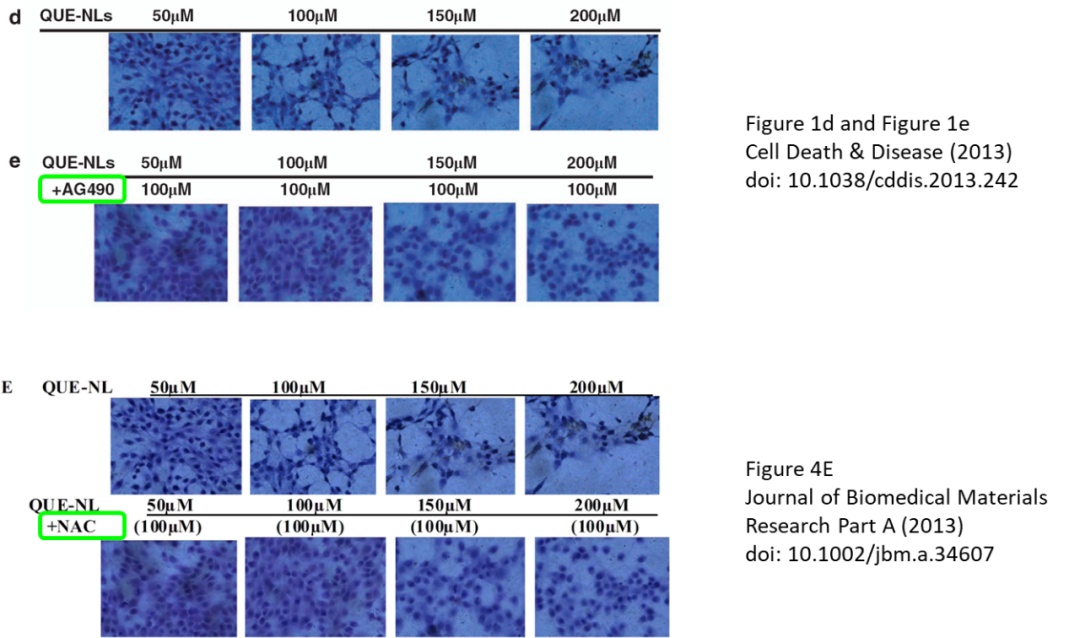 d QUE-NLs 50µM 100µM 150µM 200µM
e QUE-NLs 50µM 100µM 150µM 200µM
+AG490 100µM 100µM 100µM 100µM
Figure 1d and Figure 1e
Cell Death & Disease (2013)
doi: 10.1038/cddis.2013.242
E QUE-NL 50µM 100µM 150µM 200µM
QUE-NL 50µM 100µM 150µM 200µM
+NAC (100µM) (100µM) (100µM) (100µM)
Figure 4E
Journal of Biomedical Materials
Research Part A (2013)
doi: 10.1002/jbm.a.34607